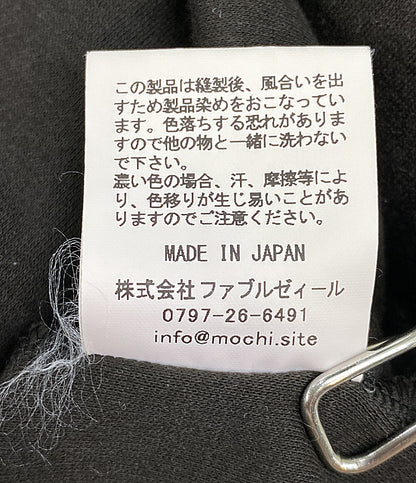 この製品は縫製後、風合いを出
すため製品染めをおこなってい
ます。色落ちする恐れがありま
すので他の物と一緒に洗わない
で下さい。
濃い色の場合、汗、摩擦等によ
り、色移りが生じ易いことがあ
りますのでご注意ください。
MADE IN JAPAN
株式会社 ファブルゼィール
0797-26-6491
info@mochi.site